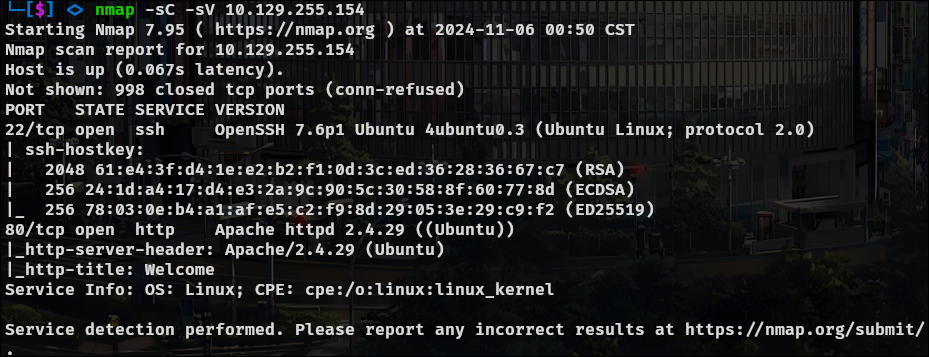 └─[$] <> nmap -sC -sV 10.129.255.154
Starting Nmap 7.95 ( https://nmap.org ) at 2024-11-06 00:50 CST
Nmap scan report for 10.129.255.154
Host is up (0.067s latency).
Not shown: 998 closed tcp ports (conn-refused)
PORT   STATE SERVICE VERSION
22/tcp open  ssh     OpenSSH 7.6p1 Ubuntu 4ubuntu0.3 (Ubuntu Linux; protocol 2.0)
| ssh-hostkey:
|   2048 61:e4:3f:d4:1e:e2:b2:f1:0d:3c:ed:36:28:36:67:c7 (RSA)
|   256 24:1d:a4:17:d4:e3:2a:9c:90:5c:30:58:8f:60:77:8d (ECDSA)
|_  256 78:03:0e:b4:a1:af:e5:c2:f9:8d:29:05:3e:29:c9:f2 (ED25519)
80/tcp open  http    Apache httpd 2.4.29 ((Ubuntu))
|_http-server-header: Apache/2.4.29 (Ubuntu)
|_http-title: Welcome
Service Info: OS: Linux; CPE: cpe:/o:linux:linux_kernel

Service detection performed. Please report any incorrect results at https://nmap.org/submit/
.